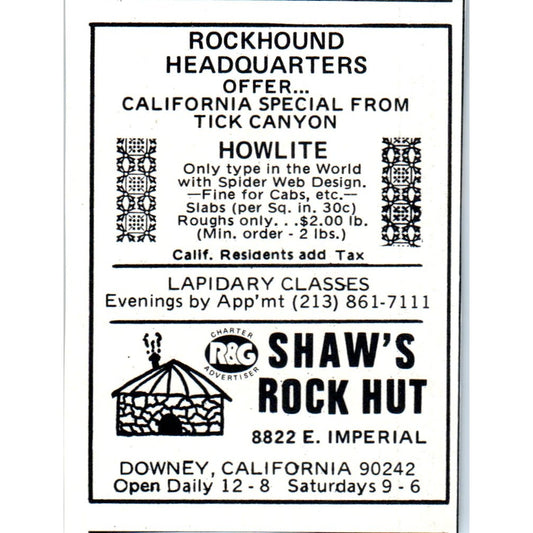 ROCKHOUND
HEADQUARTERS
OFFER...
CALIFORNIA SPECIAL FROM
TICK CANYON
HOWLITE
Only type in the World
with Spider Web Design.
—Fine for Cabs, etc.—
Slabs (per Sq. in. 30c)
Roughs only. . .$2.00 lb.
(Min. order - 2 lbs.)
Calif. Residents add Tax
LAPIDARY CLASSES
Evenings by App'mt (213) 861-7111
CHARTER
R&G
ADVERTISER
SHAW'S
ROCK HUT
8822 E. IMPERIAL
DOWNEY, CALIFORNIA 90242
Open Daily 12 - 8 Saturdays 9 - 6